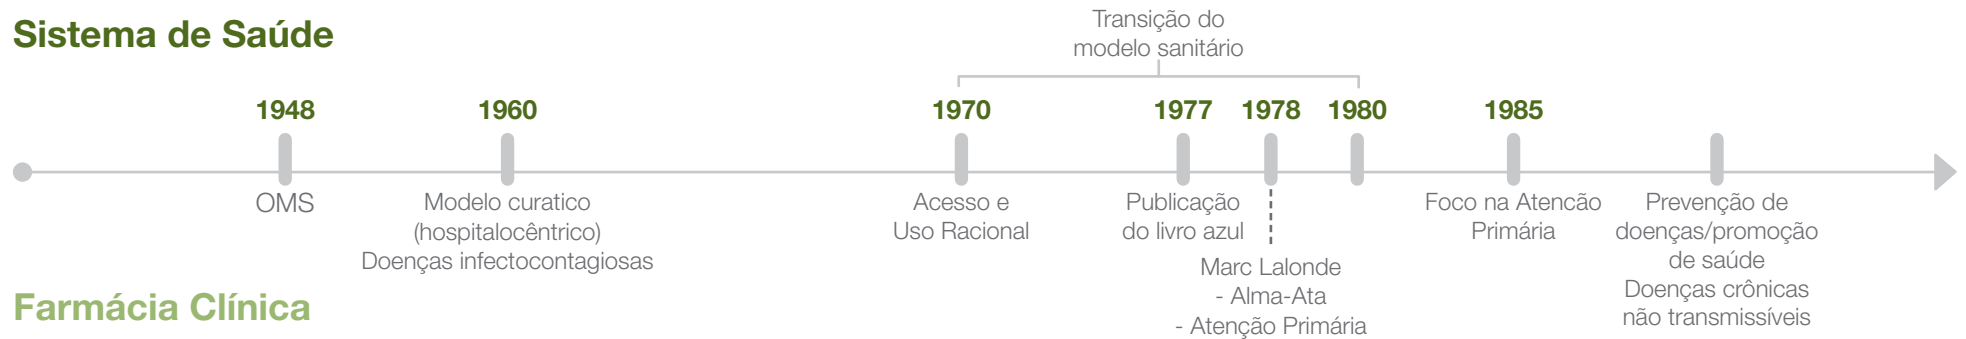 Sistema de Saúde
Transição do
modelo sanitário
1948
1960
1970
1977
1978
1980
1985
OMS
Modelo curatico
(hospitalocêntrico)
Doenças infectocontagiosas
Acesso e
Uso Racional
Publicação
do livro azul
Marc Lalonde
- Alma-Ata
- Atenção Primária
Foco na Atencão
Primária
Prevenção de
doenças/promoção
de saúde
Doenças crônicas
não transmissíveis
Farmácia Clínica